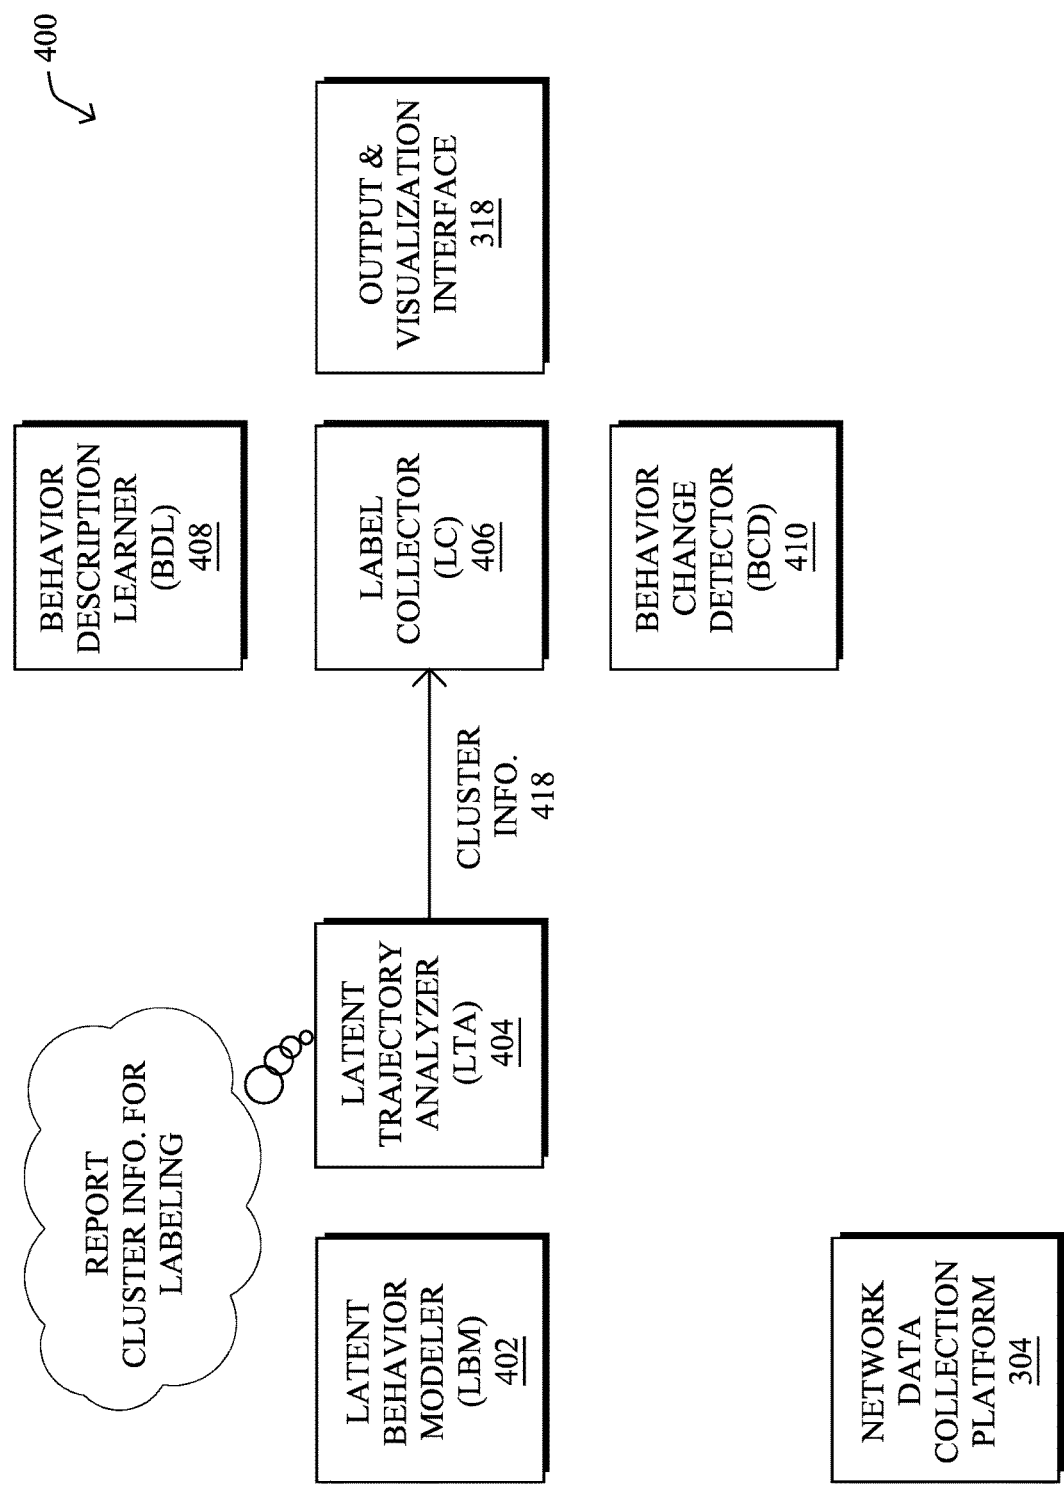 400
REPORT
CLUSTER INFO. FOR
LABELING
BEHAVIOR
DESCRIPTION
LEARNER
(BDL)
408
LATENT
BEHAVIOR
MODELER
(LBM)
402
LATENT
TRAJECTORY
ANALYZER
(LTA)
404
CLUSTER
INFO.
418
LABEL
COLLECTOR
(LC)
406
OUTPUT &
VISUALIZATION
INTERFACE
318
BEHAVIOR
CHANGE
DETECTOR
(BCD)
410
NETWORK
DATA
COLLECTION
PLATFORM
304